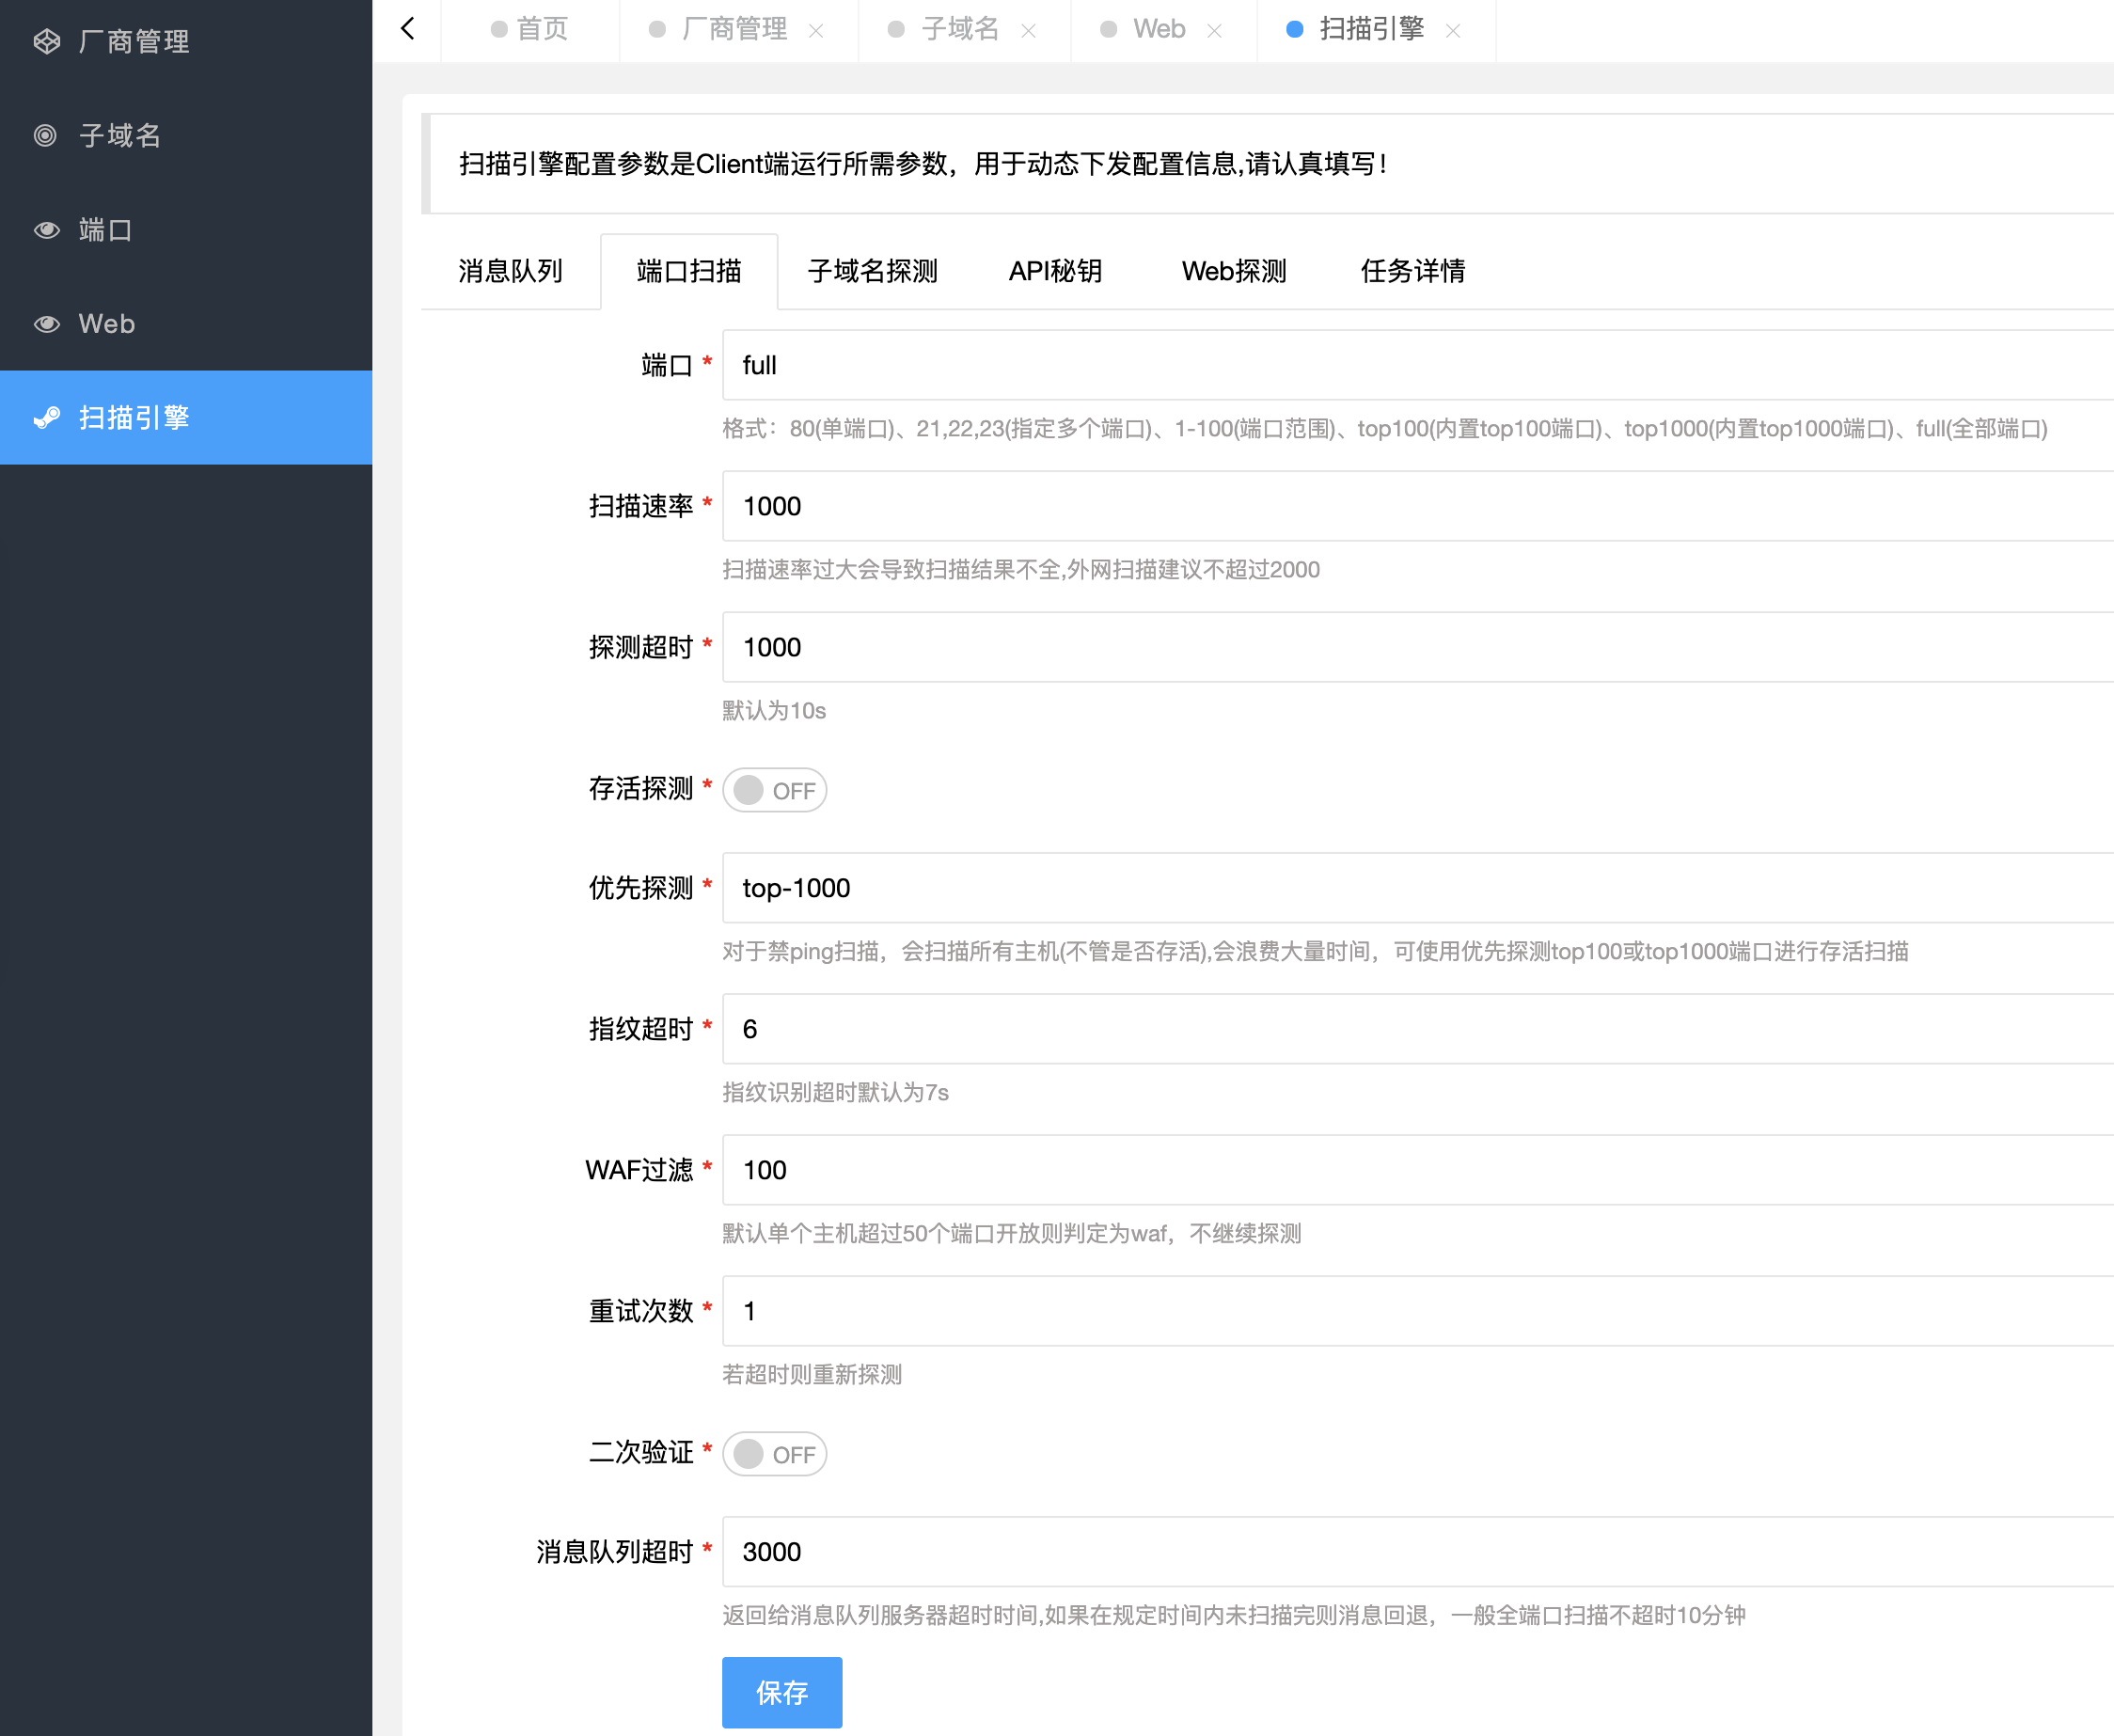 厂商管理
子域名
端口
Web
扫描引擎
首页
厂商管理
子域名
Web
扫描引擎
扫描引擎配置参数是Client端运行所需参数，用于动态下发配置信息,请认真填写！
消息队列
端口扫描
子域名探测
API秘钥
Web探测
任务详情
端口 * full
格式：80(单端口)、21,22,23(指定多个端口)、1-100(端口范围)、top100(内置top100端口)、top1000(内置top1000端口)、full(全部端口)
扫描速率 * 1000
扫描速率过大会导致扫描结果不全,外网扫描建议不超过2000
探测超时 * 1000
默认为10s
存活探测 * OFF
优先探测 * top-1000
对于禁ping扫描，会扫描所有主机(不管是否存活),会浪费大量时间，可使用优先探测top100或top1000端口进行存活扫描
指纹超时 * 6
指纹识别超时默认为7s
WAF过滤 * 100
默认单个主机超过50个端口开放则判定为waf，不继续探测
重试次数 * 1
若超时则重新探测
二次验证 * OFF
消息队列超时 * 3000
返回给消息队列服务器超时时间,如果在规定时间内未扫描完则消息回退，一般全端口扫描不超时10分钟
保存